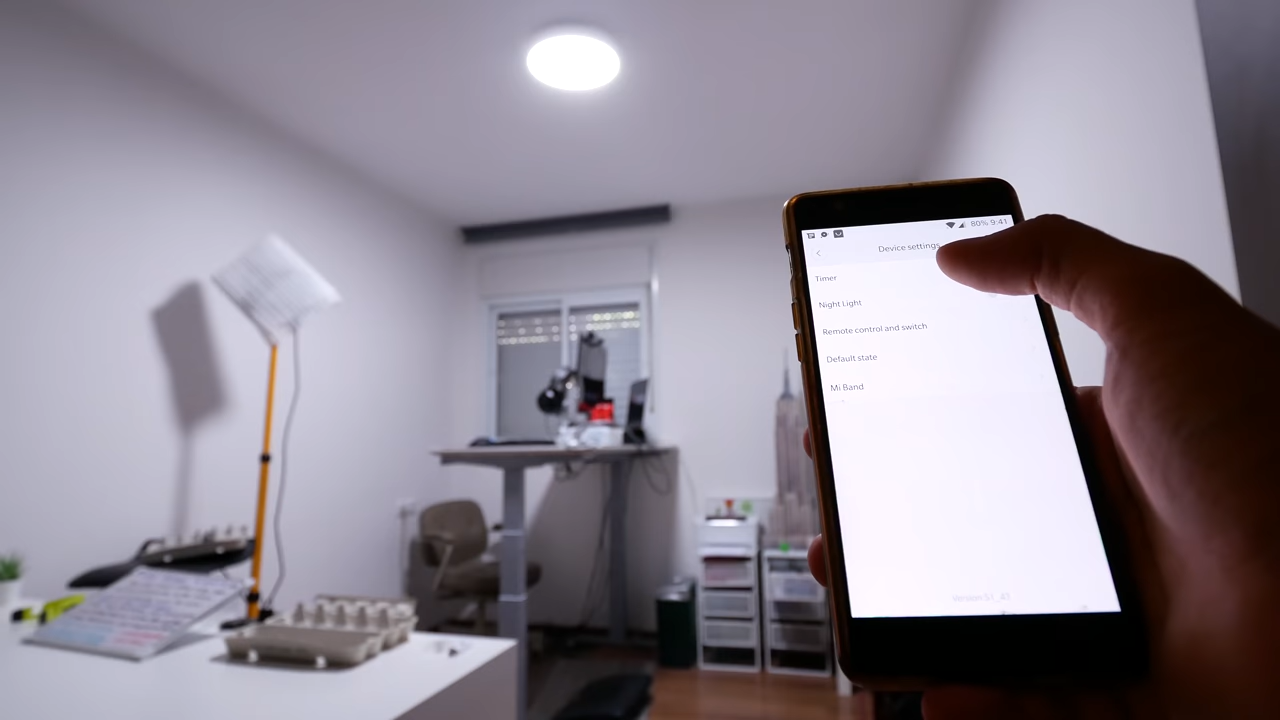 80% 9:41
Device settings
Timer
Night Light
Remote control and switch
Default state
Mi Band